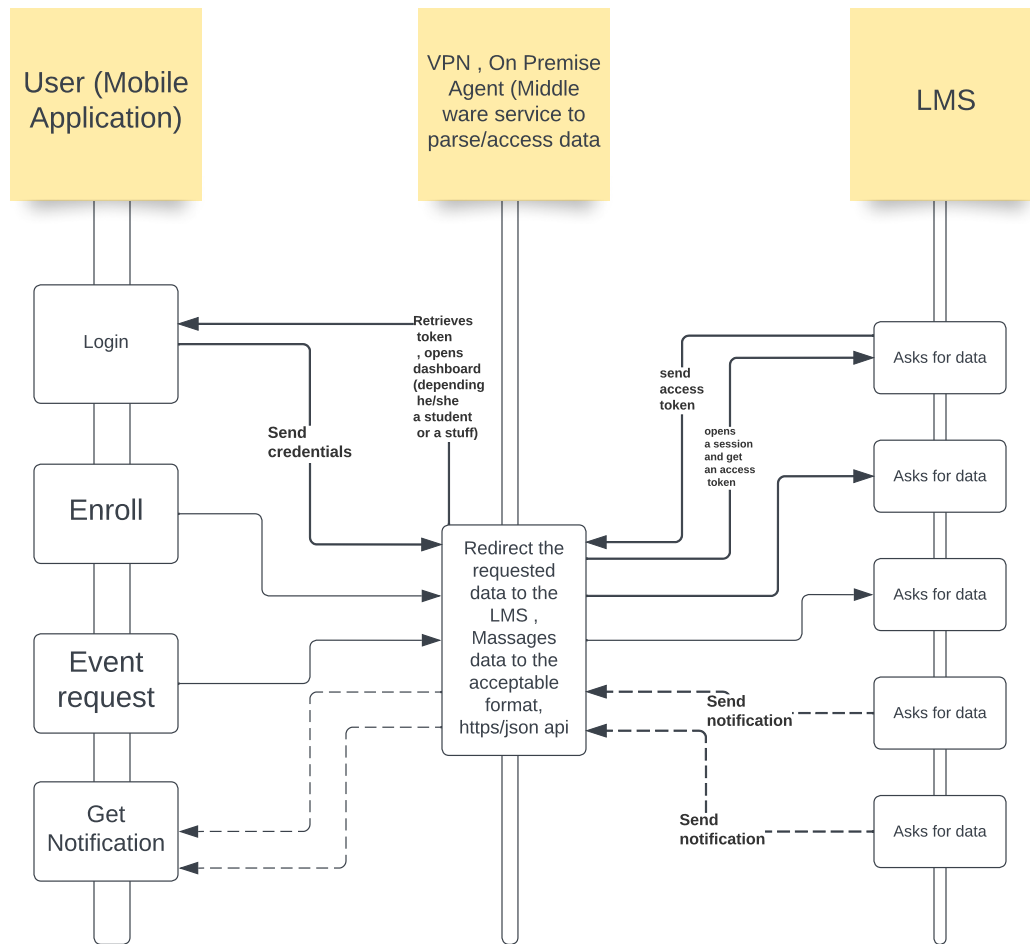 User (Mobile
Application)
VPN , On Premise
Agent (Middle
ware service to
parse/access data
LMS
Login
Enroll
Event
request
Get
Notification
Send
credentials
Retrieves
token
, opens
dashboard
(depending
he/she
a student
or a stuff)
Redirect the
requested
data to the
LMS ,
Massages
data to the
acceptable
format,
https/json api
send
access
token
opens
a session
and get
an access
token
Send
notification
Send
notification
Asks for data
Asks for data
Asks for data
Asks for data
Asks for data